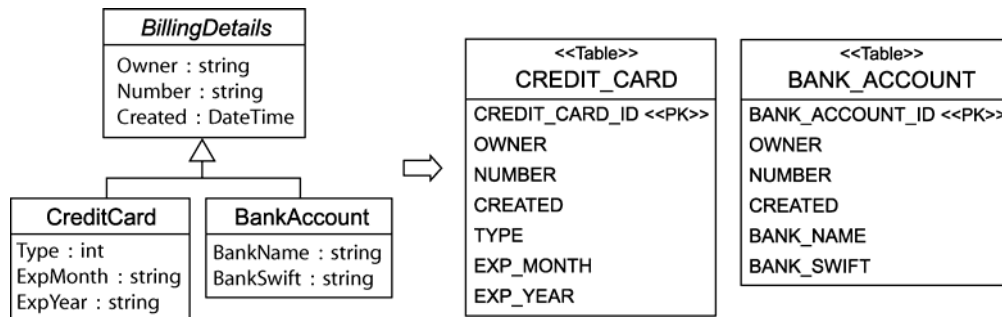 BillingDetails
Owner : string
Number : string
Created : DateTime
CreditCard
Type : int
ExpMonth : string
ExpYear : string
BankAccount
BankName : string
BankSwift : string
<<Table>>
CREDIT_CARD
CREDIT_CARD_ID <<PK>>
OWNER
NUMBER
CREATED
TYPE
EXP_MONTH
EXP_YEAR
<<Table>>
BANK_ACCOUNT
BANK_ACCOUNT_ID <<PK>>
OWNER
NUMBER
CREATED
BANK_NAME
BANK_SWIFT